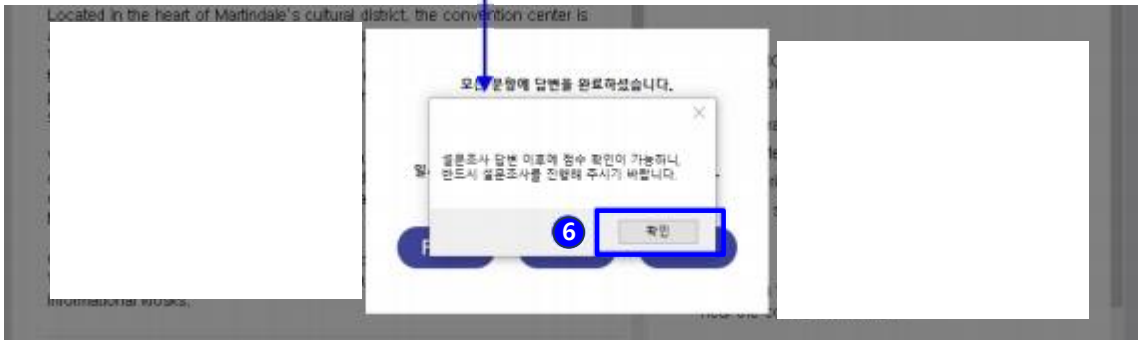 Located in the heart of Martindale's cultural district, the convention center is
문항에 답변을 완료하셨습니다.
설문조사 답변 이후에 점수 확인이 가능하니,
반드시 설문조사를 진행해 주시기 바랍니다.
6
확인
informational kiosks.